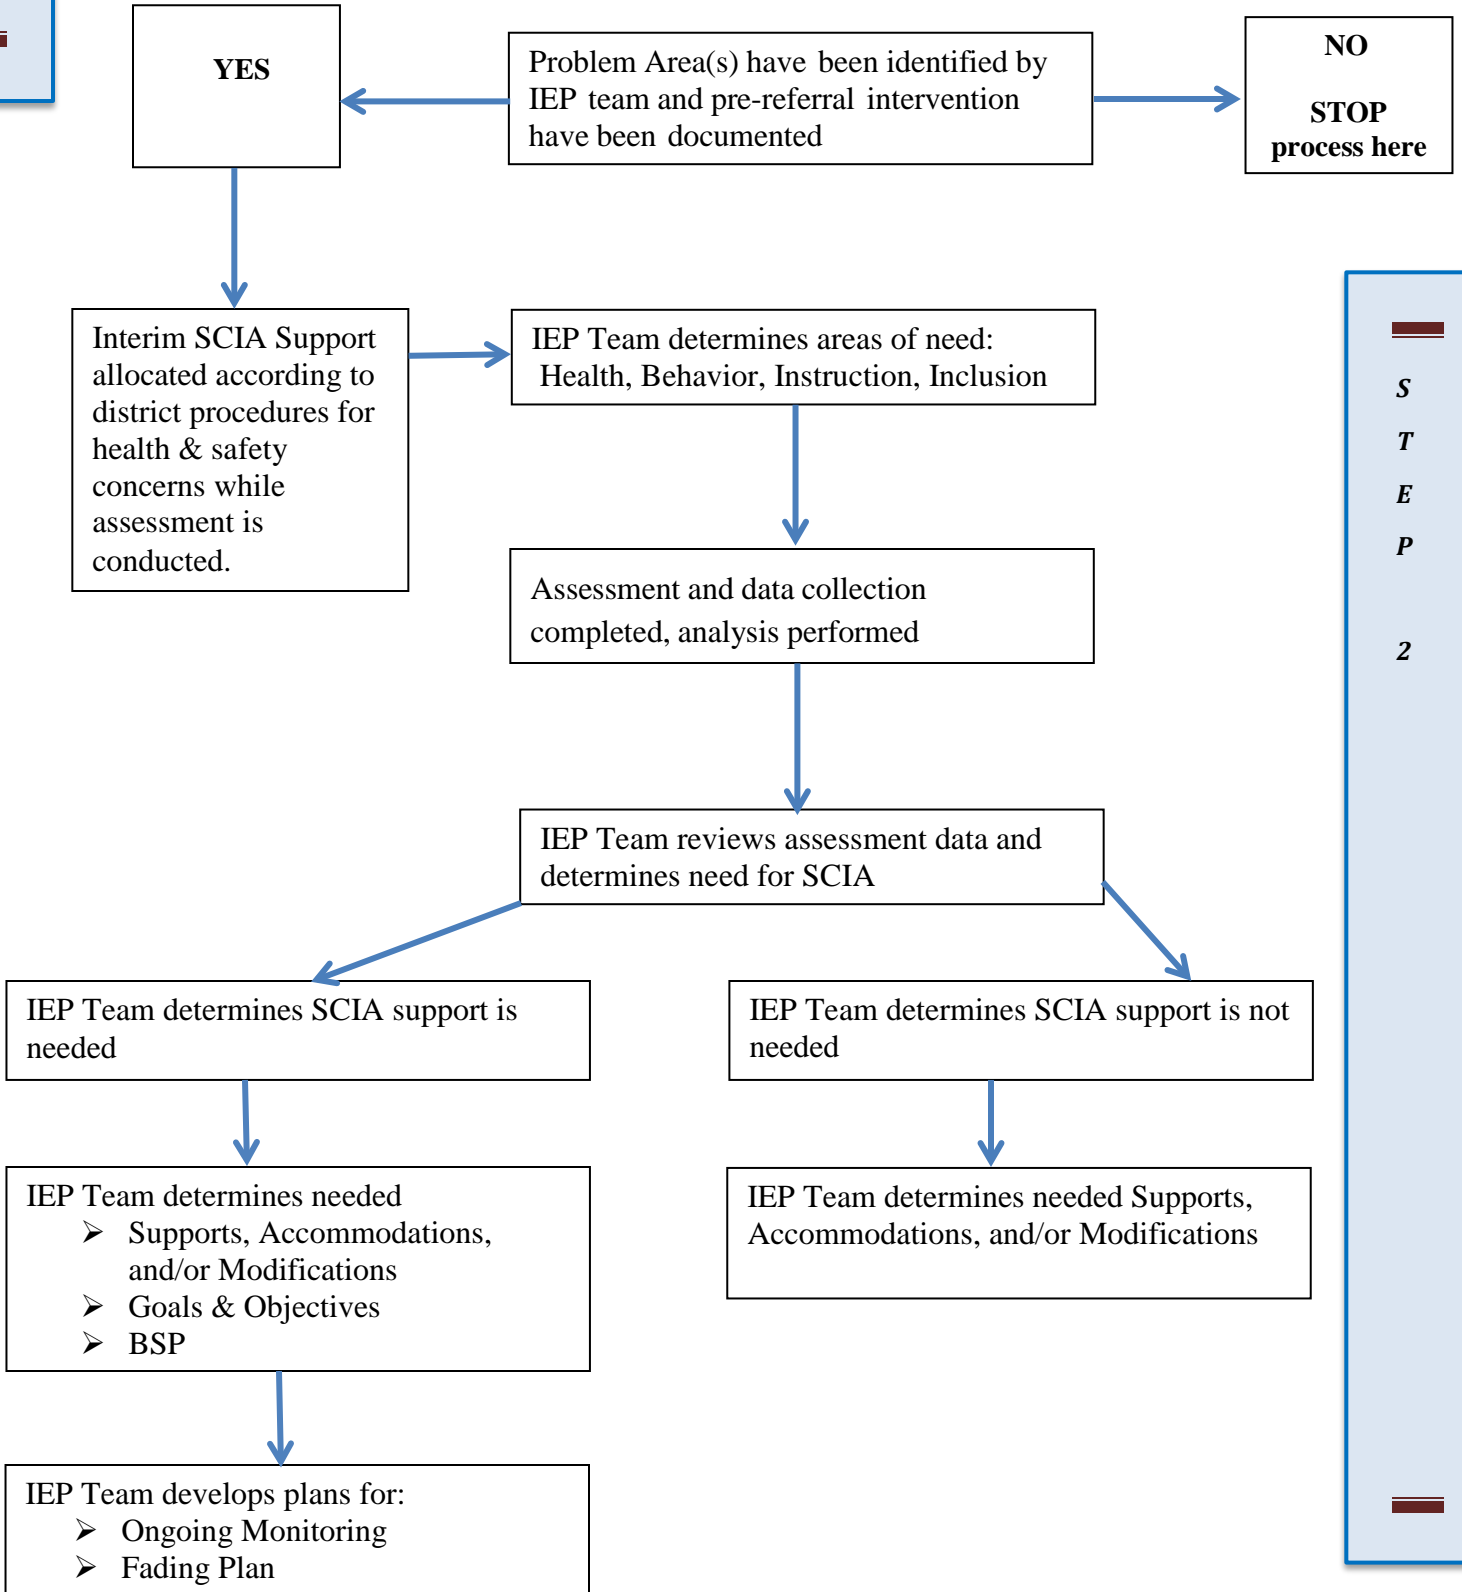 YES
Problem Area(s) have been identified by
IEP team and pre-referral intervention
have been documented
NO
STOP
process here
Interim SCIA Support
allocated according to
district procedures for
health & safety
concerns while
assessment is
conducted.
IEP Team determines areas of need:
Health, Behavior, Instruction, Inclusion
Assessment and data collection
completed, analysis performed
IEP Team reviews assessment data and
determines need for SCIA
IEP Team determines SCIA support is
needed
IEP Team determines SCIA support is not
needed
IEP Team determines needed
➢ Supports, Accommodations,
and/or Modifications
➢ Goals & Objectives
➢ BSP
IEP Team determines needed Supports,
Accommodations, and/or Modifications
IEP Team develops plans for:
➢ Ongoing Monitoring
➢ Fading Plan
S
T
E
P
2